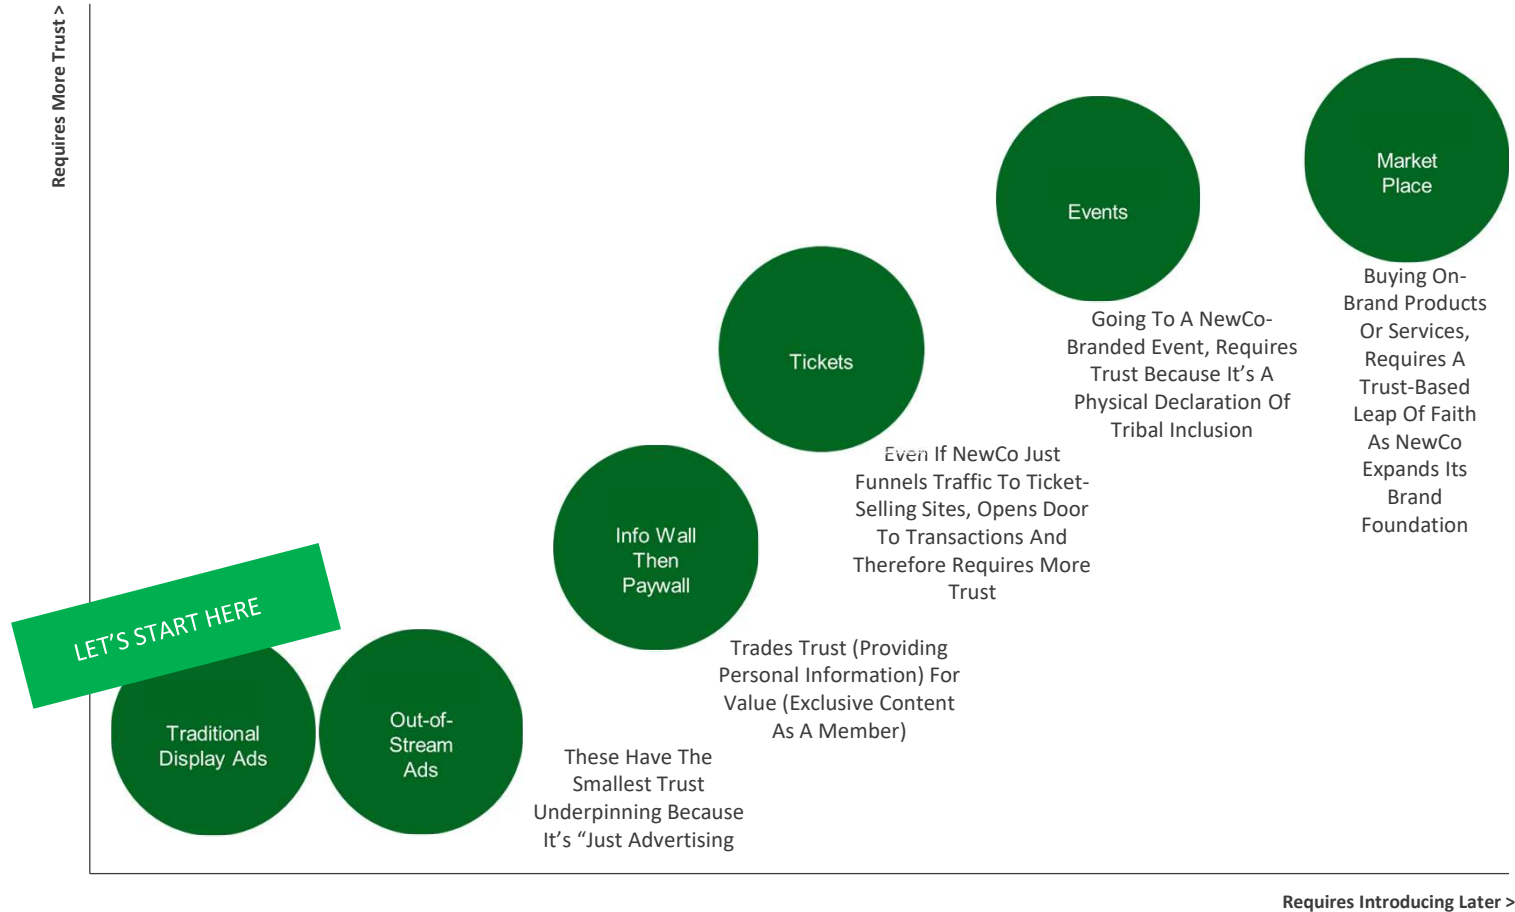 Requires More Trust >
Market
Place
Events
Buying On-
Brand Products
Or Services,
Requires A
Trust-Based
Leap Of Faith
As NewCo
Expands Its
Brand
Foundation
Going To A NewCo-
Branded Event, Requires
Trust Because It’s A
Physical Declaration Of
Tribal Inclusion
Tickets
Even If NewCo Just
Funnels Traffic To Ticket-
Selling Sites, Opens Door
To Transactions And
Therefore Requires More
Trust
Info Wall
Then
Paywall
Trades Trust (Providing
Personal Information) For
Value (Exclusive Content
As A Member)
LET’S START HERE
Traditional
Display Ads
Out-of-
Stream
Ads
These Have The
Smallest Trust
Underpinning Because
It’s “Just Advertising
Requires Introducing Later >